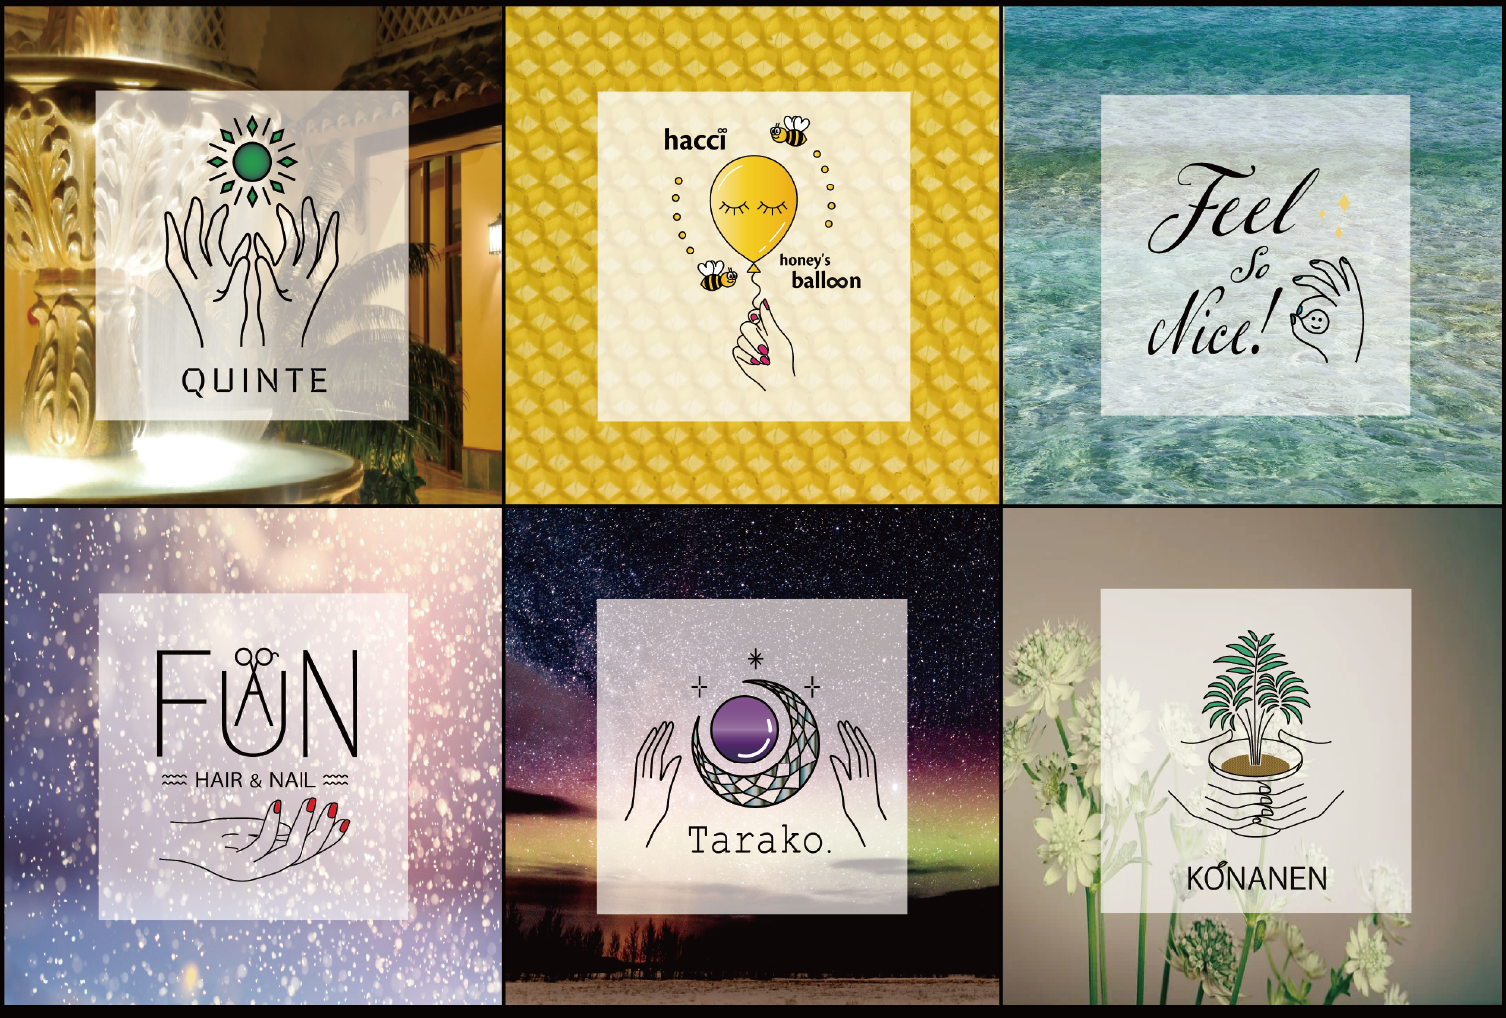 QUINTE
hacci
honey's
balloon
Feel
So
Nice!
FUN
HAIR & NAIL
Tarako.
KONANEN